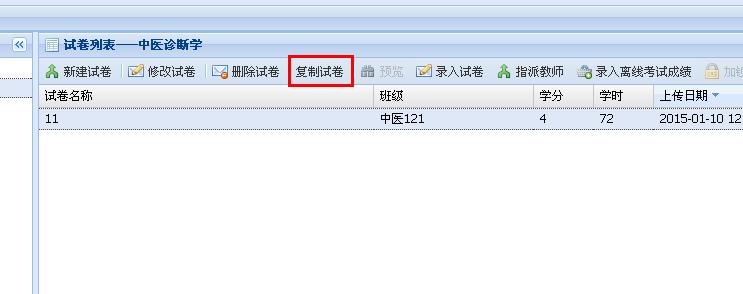 试卷列表——中医诊断学
新建试卷 修改试卷 删除试卷 复制试卷 预览 录入试卷 指派教师 录入离线考试成绩 加锁
试卷名称 班级 学分 学时 上传日期
11 中医121 4 72 2015-01-10 12